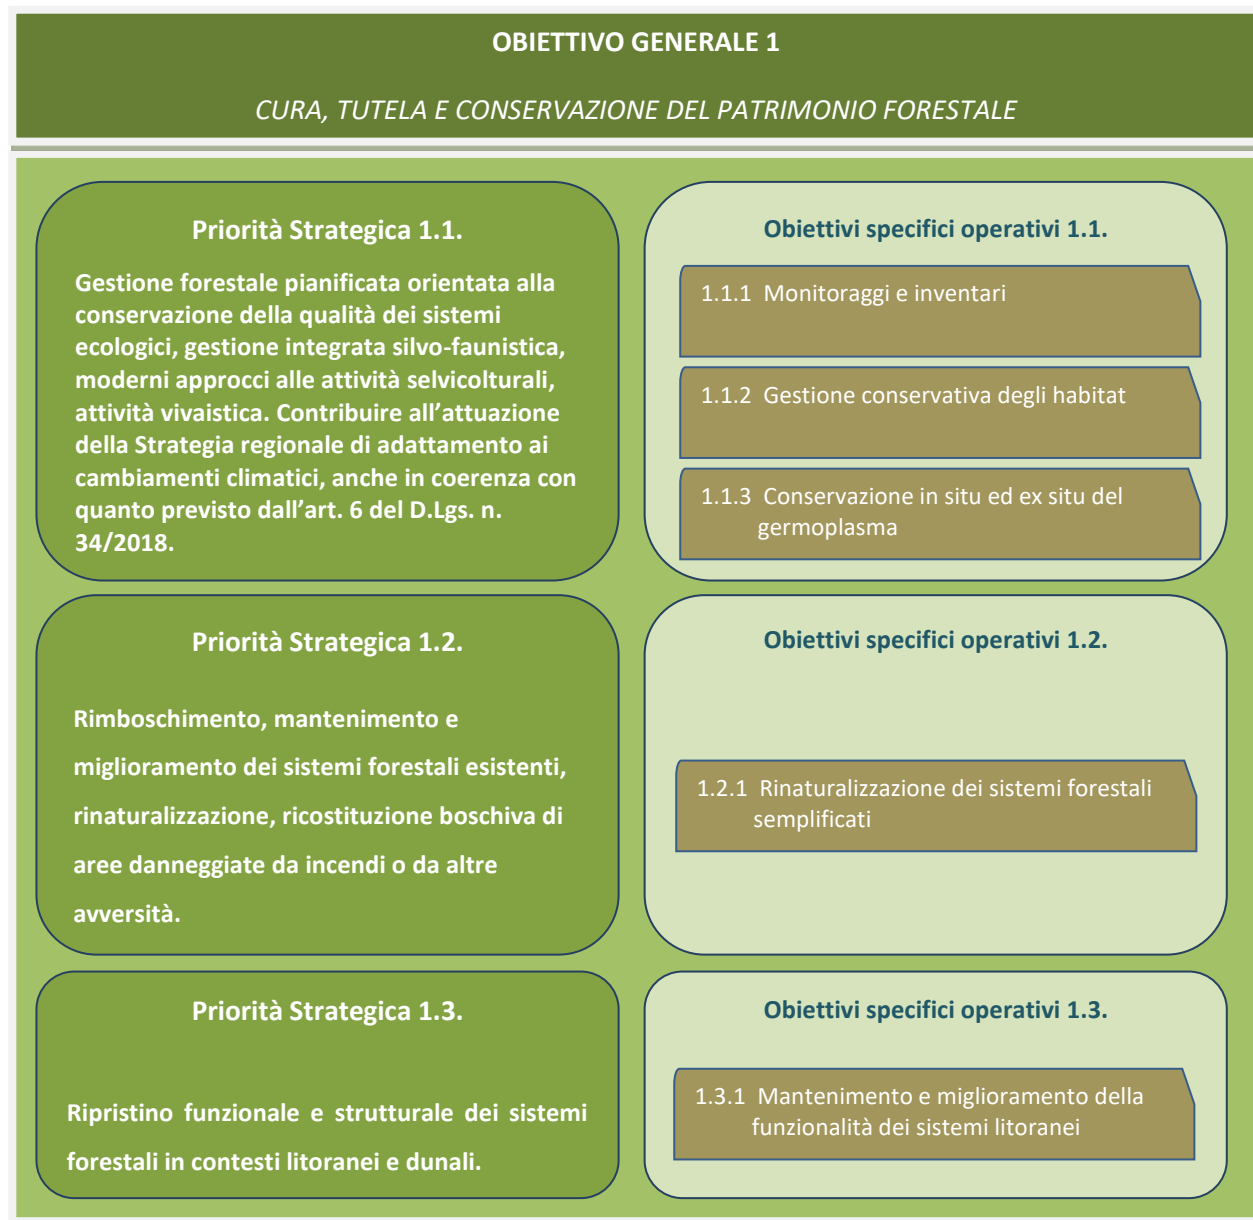 OBIETTIVO GENERALE 1
CURA, TUTELA E CONSERVAZIONE DEL PATRIMONIO FORESTALE
Priorità Strategica 1.1.
Gestione forestale pianificata orientata alla
conservazione della qualità dei sistemi
ecologici, gestione integrata silvo-faunistica,
moderni approcci alle attività selvicolturali,
attività vivaistica. Contribuire all’attuazione
della Strategia regionale di adattamento ai
cambiamenti climatici, anche in coerenza con
quanto previsto dall’art. 6 del D.Lgs. n.
34/2018.
Obiettivi specifici operativi 1.1.
1.1.1 Monitoraggi e inventari
1.1.2 Gestione conservativa degli habitat
1.1.3 Conservazione in situ ed ex situ del
germoplasma
Priorità Strategica 1.2.
Rimboschimento, mantenimento e
miglioramento dei sistemi forestali esistenti,
rinaturalizzazione, ricostituzione boschiva di
aree danneggiate da incendi o da altre
avversità.
Obiettivi specifici operativi 1.2.
1.2.1 Rinaturalizzazione dei sistemi forestali
semplificati
Priorità Strategica 1.3.
Ripristino funzionale e strutturale dei sistemi
forestali in contesti litoranei e dunali.
Obiettivi specifici operativi 1.3.
1.3.1 Mantenimento e miglioramento della
funzionalità dei sistemi litoranei